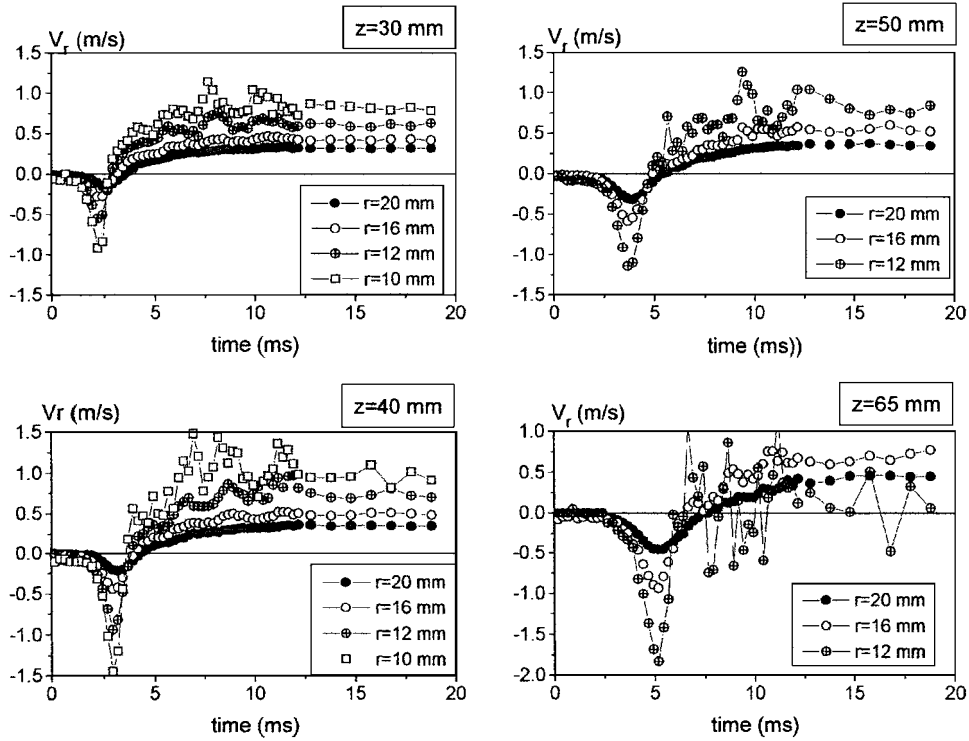 V_r (m/s)
z=30 mm
1.5
1.0
0.5
0.0
-0.5
-1.0
-1.5
r=20 mm
r=16 mm
r=12 mm
r=10 mm
0 5 10 15 20
time (ms)
V_r (m/s)
z=50 mm
1.5
1.0
0.5
0.0
-0.5
-1.0
-1.5
r=20 mm
r=16 mm
r=12 mm
0 5 10 15 20
time (ms))
Vr (m/s)
z=40 mm
1.5
1.0
0.5
0.0
-0.5
-1.0
-1.5
r=20 mm
r=16 mm
r=12 mm
r=10 mm
0 5 10 15 20
time (ms)
V_r (m/s)
z=65 mm
1.0
0.5
0.0
-0.5
-1.0
-1.5
-2.0
r=20 mm
r=16 mm
r=12 mm
0 5 10 15 20
time (ms)